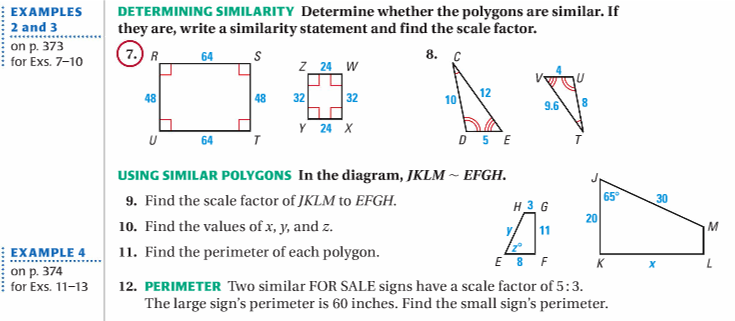 EXAMPLES
2 and 3
on p. 373
for Exs. 7–10
DETERMINING SIMILARITY Determine whether the polygons are similar. If
they are, write a similarity statement and find the scale factor.
7.
R 64 S
48 48
U 64 T
Z 24 W
32 32
Y 24 X
8.
C
10 12
D 5 E
4
V U
9.6 8
T
USING SIMILAR POLYGONS In the diagram, JKLM ~ EFGH.
9. Find the scale factor of JKLM to EFGH.
10. Find the values of x, y, and z.
EXAMPLE 4
on p. 374
for Exs. 11–13
11. Find the perimeter of each polygon.
H 3 G
y 11
z°
E 8 F
J
65° 30
20
M
K x L
12. PERIMETER Two similar FOR SALE signs have a scale factor of 5 : 3.
The large sign's perimeter is 60 inches. Find the small sign's perimeter.